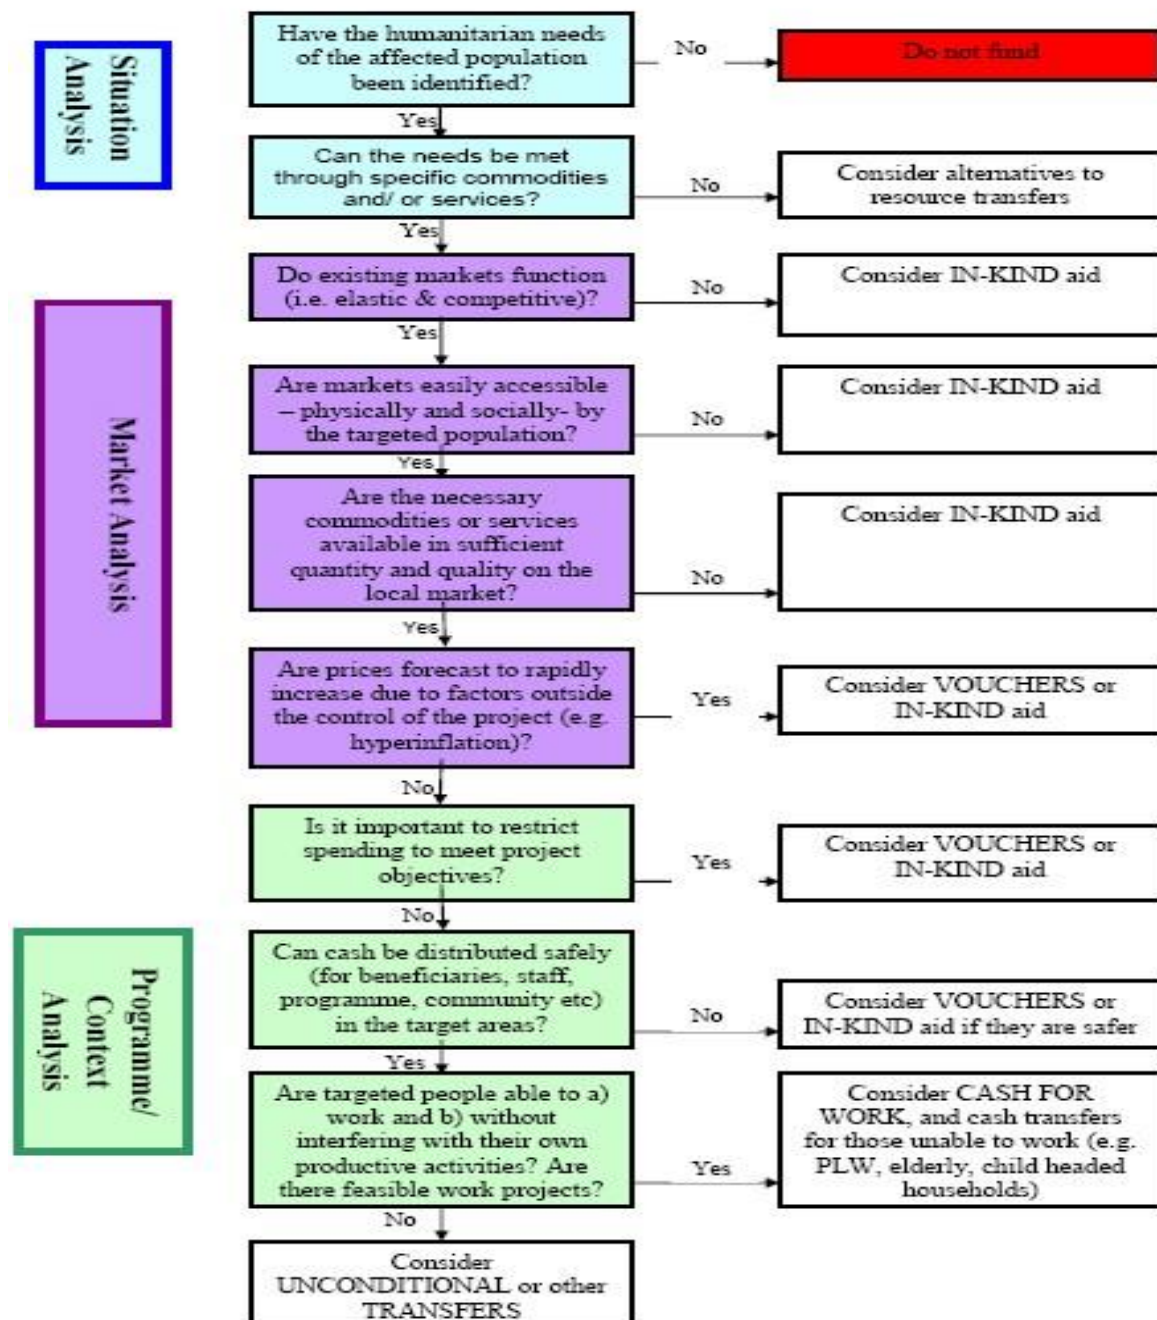 Situation
Analysis
Have the humanitarian needs
of the affected population
been identified?
No
Do not fund
Yes
Can the needs be met
through specific commodities
and/ or services?
No
Consider alternatives to
resource transfers
Yes
Market Analysis
Do existing markets function
(i.e. elastic & competitive)?
No
Consider IN-KIND aid
Yes
Are markets easily accessible
– physically and socially- by
the targeted population?
No
Consider IN-KIND aid
Yes
Are the necessary
commodities or services
available in sufficient
quantity and quality on the
local market?
No
Consider IN-KIND aid
Yes
Are prices forecast to rapidly
increase due to factors outside
the control of the project (e.g.
hyperinflation)?
Yes
Consider VOUCHERS or
IN-KIND aid
No
Is it important to restrict
spending to meet project
objectives?
Yes
Consider VOUCHERS or
IN-KIND aid
No
Programme/
Context
Analysis
Can cash be distributed safely
(for beneficiaries, staff,
programme, community etc)
in the target areas?
No
Consider VOUCHERS or
IN-KIND aid if they are safer
Yes
Are targeted people able to a)
work and b) without
interfering with their own
productive activities? Are
there feasible work projects?
Yes
Consider CASH FOR
WORK, and cash transfers
for those unable to work (e.g.
PLW, elderly, child headed
households)
No
Consider
UNCONDITIONAL or other
TRANSFERS